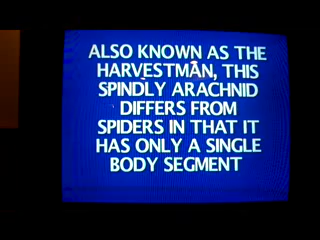 ALSO KNOWN AS THE
HARVESTMAN, THIS
SPINDLY ARACHNID
DIFFERS FROM
SPIDERS IN THAT IT
HAS ONLY A SINGLE
BODY SEGMENT